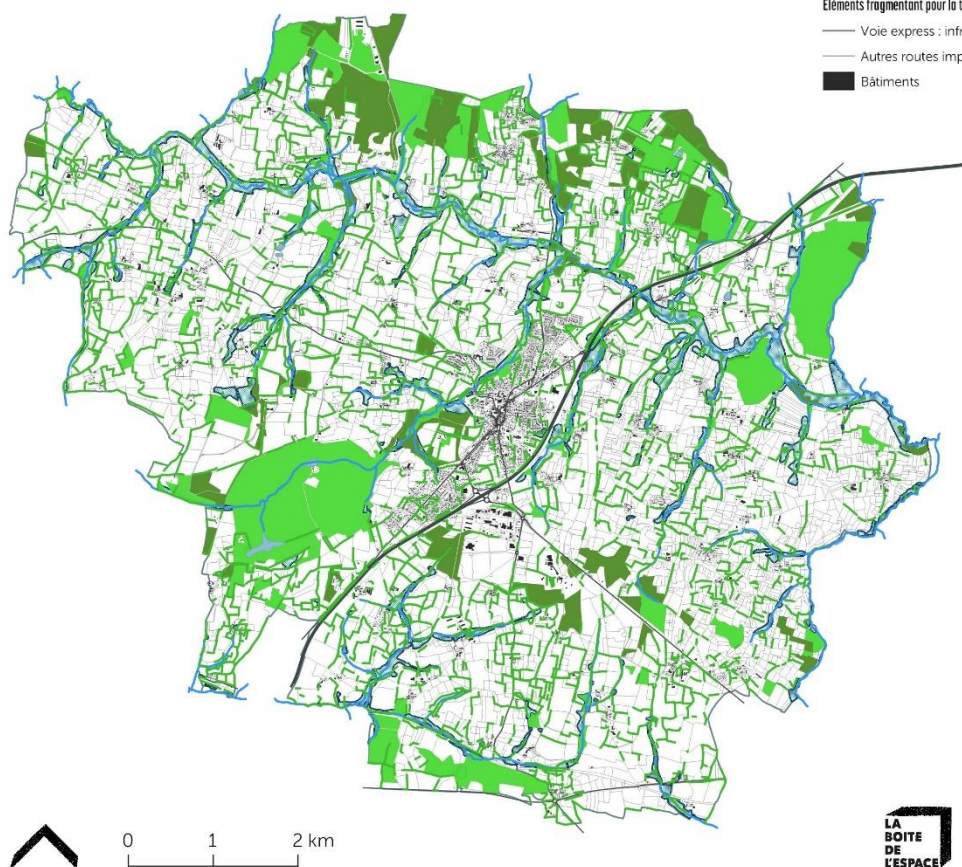 Eléments fragmentant pour la t
Voie express : infr
Autres routes imp
Bâtiments
0 1 2 km
LA
BOITE
DE
L'ESPACE